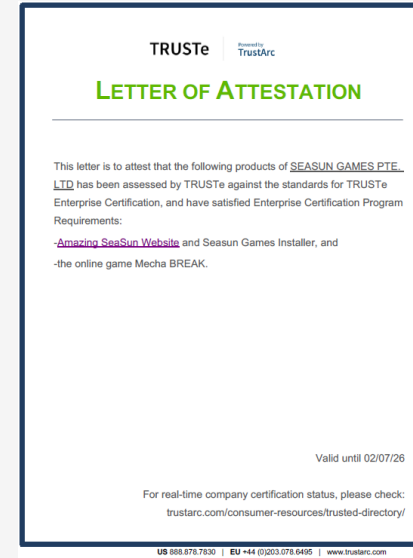 TRUSTe
Powered by
TrustArc
LETTER OF ATTESTATION
This letter is to attest that the following products of SEASUN GAMES PTE.
LTD has been assessed by TRUSTe against the standards for TRUSTe
Enterprise Certification, and have satisfied Enterprise Certification Program
Requirements:
-Amazing SeaSun Website and Seasun Games Installer, and
-the online game Mecha BREAK.
Valid until 02/07/26
For real-time company certification status, please check:
trustarc.com/consumer-resources/trusted-directory/
US 888.878.7830 | EU +44 (0)203.078.6495 | www.trustarc.com